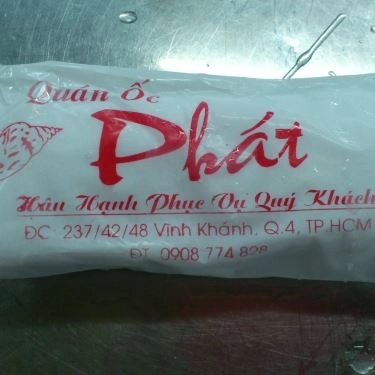 Quán ốc
Phát
Hân Hạnh Phục Vụ Quý Khách
ĐC: 237/42/48 Vĩnh Khánh, Q.4, TP.HCM
ĐT: 0908 774 828